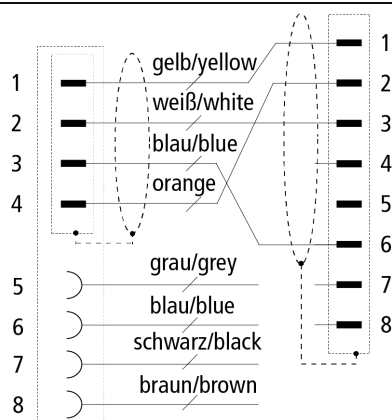 gelb/yellow
1
1
weiß/white
2
2
blau/blue
3
3
orange
4
4
5
6
grau/grey
5
7
blau/blue
6
8
schwarz/black
7
braun/brown
8